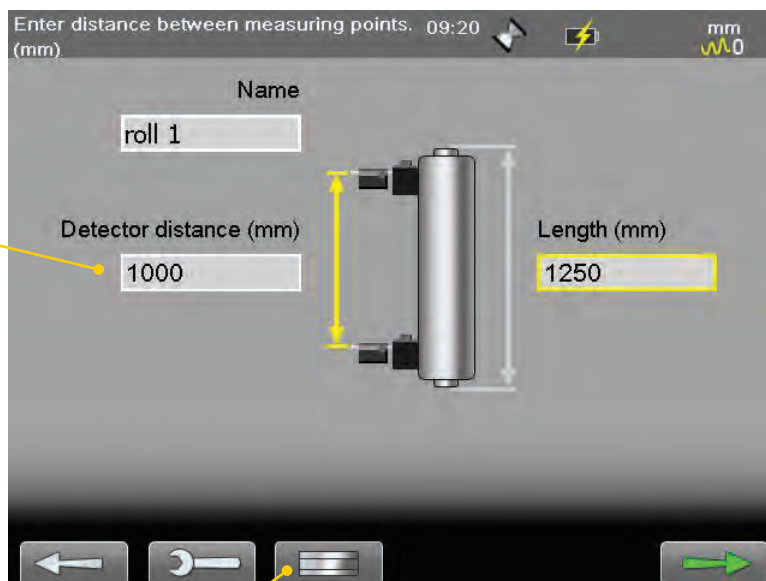 Enter distance between measuring points. 09:20
(mm)
mm
0
Name
roll 1
Detector distance (mm)
1000
Length (mm)
1250